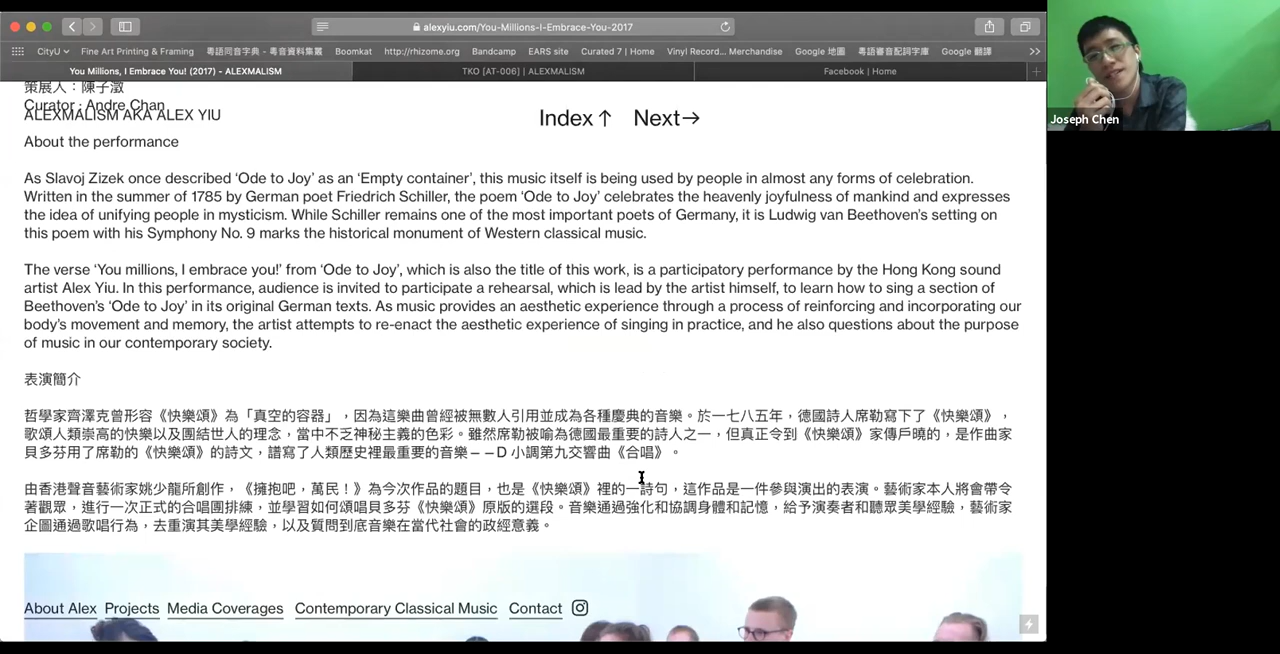 alexyiu.com/You-Millions-I-Embrace-You-2017
CityU
Fine Art Printing & Framing
粵語同音字典 - 粵音資料集叢
Boomkat
http://rhizome.org
Bandcamp
EARS site
Curated 7 | Home
Vinyl Record... Merchandise
Google 地圖
粵語審音配詞字庫
Google 翻譯
You Millions, I Embrace You! (2017) - ALEXMALISM
TKO [AT-006] | ALEXMALISM
Facebook | Home
策展人：陳子澂
Curator : Andre Chan
ALEXMALISM AKA ALEX YIU
Index↑ Next→
About the performance
As Slavoj Zizek once described ‘Ode to Joy’ as an ‘Empty container’, this music itself is being used by people in almost any forms of celebration.
Written in the summer of 1785 by German poet Friedrich Schiller, the poem ‘Ode to Joy’ celebrates the heavenly joyfulness of mankind and expresses
the idea of unifying people in mysticism. While Schiller remains one of the most important poets of Germany, it is Ludwig van Beethoven’s setting on
this poem with his Symphony No. 9 marks the historical monument of Western classical music.
The verse ‘You millions, I embrace you!’ from ‘Ode to Joy’, which is also the title of this work, is a participatory performance by the Hong Kong sound
artist Alex Yiu. In this performance, audience is invited to participate a rehearsal, which is lead by the artist himself, to learn how to sing a section of
Beethoven’s ‘Ode to Joy’ in its original German texts. As music provides an aesthetic experience through a process of reinforcing and incorporating our
body’s movement and memory, the artist attempts to re-enact the aesthetic experience of singing in practice, and he also questions about the purpose
of music in our contemporary society.
表演簡介
哲學家齊澤克曾形容《快樂頌》為「真空的容器」，因為這樂曲曾經被無數人引用並成為各種慶典的音樂。於一七八五年，德國詩人席勒寫下了《快樂頌》，
歌頌人類崇高的快樂以及團結世人的理念，當中不乏神秘主義的色彩。雖然席勒被喻為德國最重要的詩人之一，但真正令到《快樂頌》家傳戶曉的，是作曲家
貝多芬用了席勒的《快樂頌》的詩文，譜寫了人類歷史裡最重要的音樂——D 小調第九交響曲《合唱》。
由香港聲音藝術家姚少龍所創作，《擁抱吧，萬民！》為今次作品的題目，也是《快樂頌》裡的一詩句，這作品是一件參與演出的表演。藝術家本人將會帶令
著觀眾，進行一次正式的合唱團排練，並學習如何頌唱貝多芬《快樂頌》原版的選段。音樂通過強化和協調身體和記憶，給予演奏者和聽眾美學經驗，藝術家
企圖通過歌唱行為，去重演其美學經驗，以及質問到底音樂在當代社會的政經意義。
About Alex Projects Media Coverages Contemporary Classical Music Contact
Joseph Chen